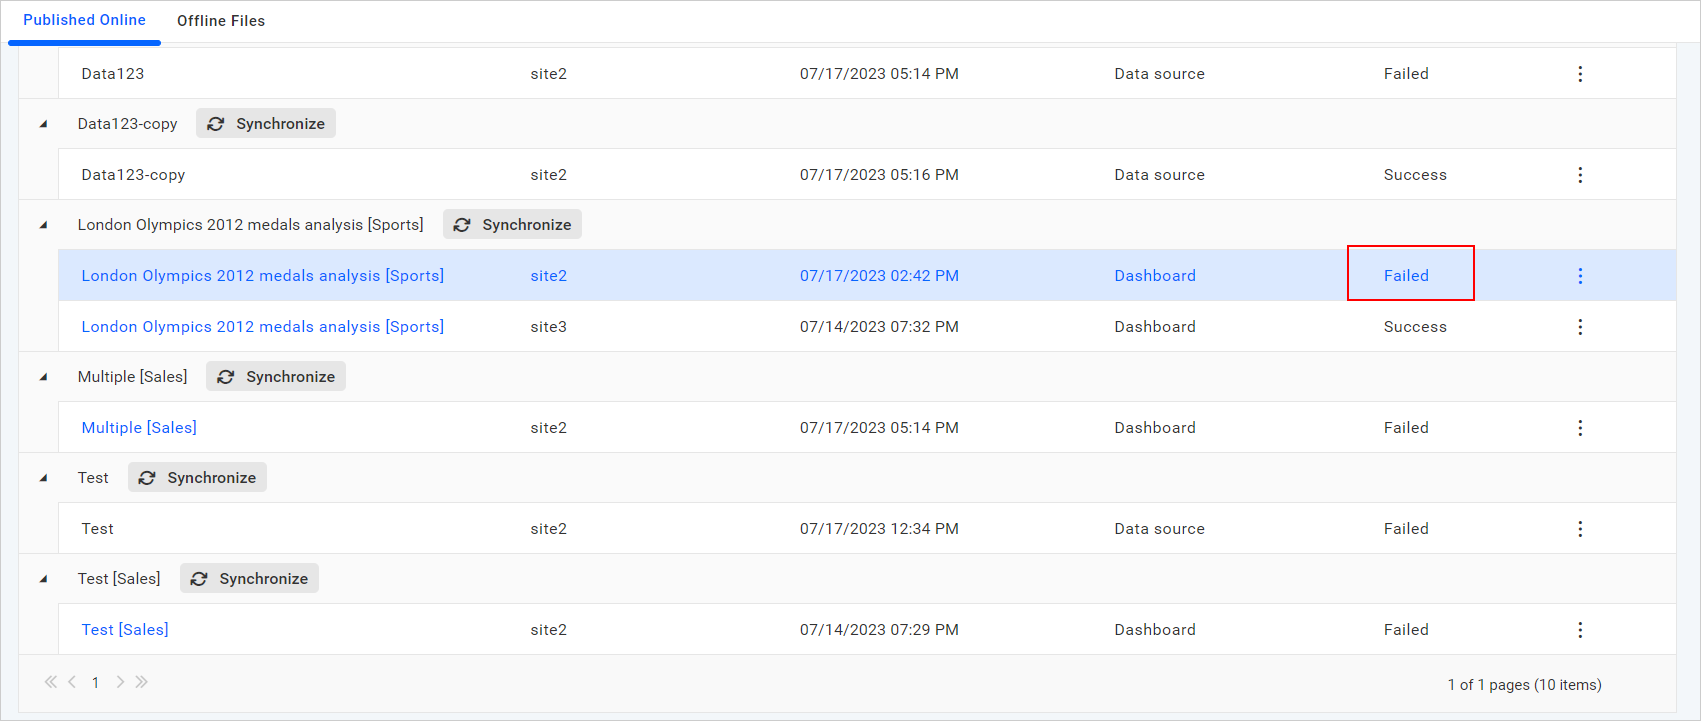 Published Online Offline Files
Data123 site2 07/17/2023 05:14 PM Data source Failed
Data123-copy Synchronize
Data123-copy site2 07/17/2023 05:16 PM Data source Success
London Olympics 2012 medals analysis [Sports] Synchronize
London Olympics 2012 medals analysis [Sports] site2 07/17/2023 02:42 PM Dashboard Failed
London Olympics 2012 medals analysis [Sports] site3 07/14/2023 07:32 PM Dashboard Success
Multiple [Sales] Synchronize
Multiple [Sales] site2 07/17/2023 05:14 PM Dashboard Failed
Test Synchronize
Test site2 07/17/2023 12:34 PM Data source Failed
Test [Sales] Synchronize
Test [Sales] site2 07/14/2023 07:29 PM Dashboard Failed
1 1 of 1 pages (10 items)